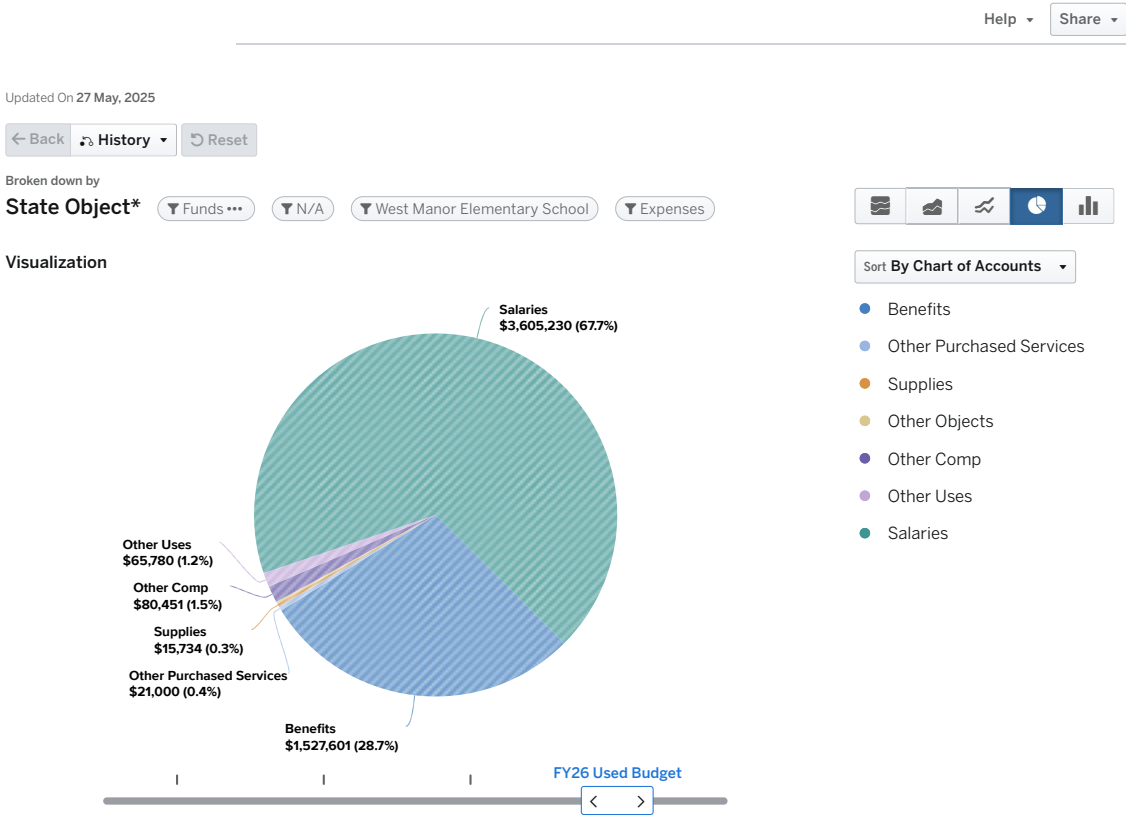 Help
Share
Updated On 27 May, 2025
Back
History
Reset
Broken down by
State Object*
Funds •••
N/A
West Manor Elementary School
Expenses
Visualization
Sort By Chart of Accounts
Benefits
Other Purchased Services
Supplies
Other Objects
Other Comp
Other Uses
Salaries
Salaries
$3,605,230 (67.7%)
Other Uses
$65,780 (1.2%)
Other Comp
$80,451 (1.5%)
Supplies
$15,734 (0.3%)
Other Purchased Services
$21,000 (0.4%)
Benefits
$1,527,601 (28.7%)
FY26 Used Budget